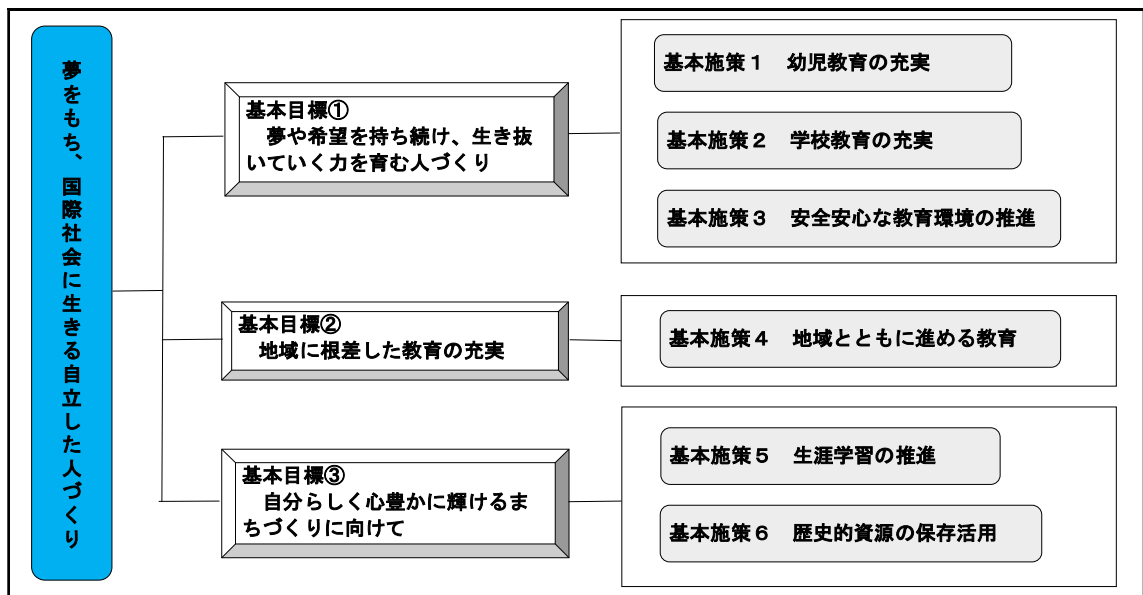 夢をもち、国際社会に生きる自立した人づくり
基本目標①
　夢や希望を持ち続け、生き抜
いていく力を育む人づくり
基本施策１　幼児教育の充実
基本施策２　学校教育の充実
基本施策３　安全安心な教育環境の推進
基本目標②
　地域に根差した教育の充実
基本施策４　地域とともに進める教育
基本目標③
　自分らしく心豊かに輝けるま
ちづくりに向けて
基本施策５　生涯学習の推進
基本施策６　歴史的資源の保存活用